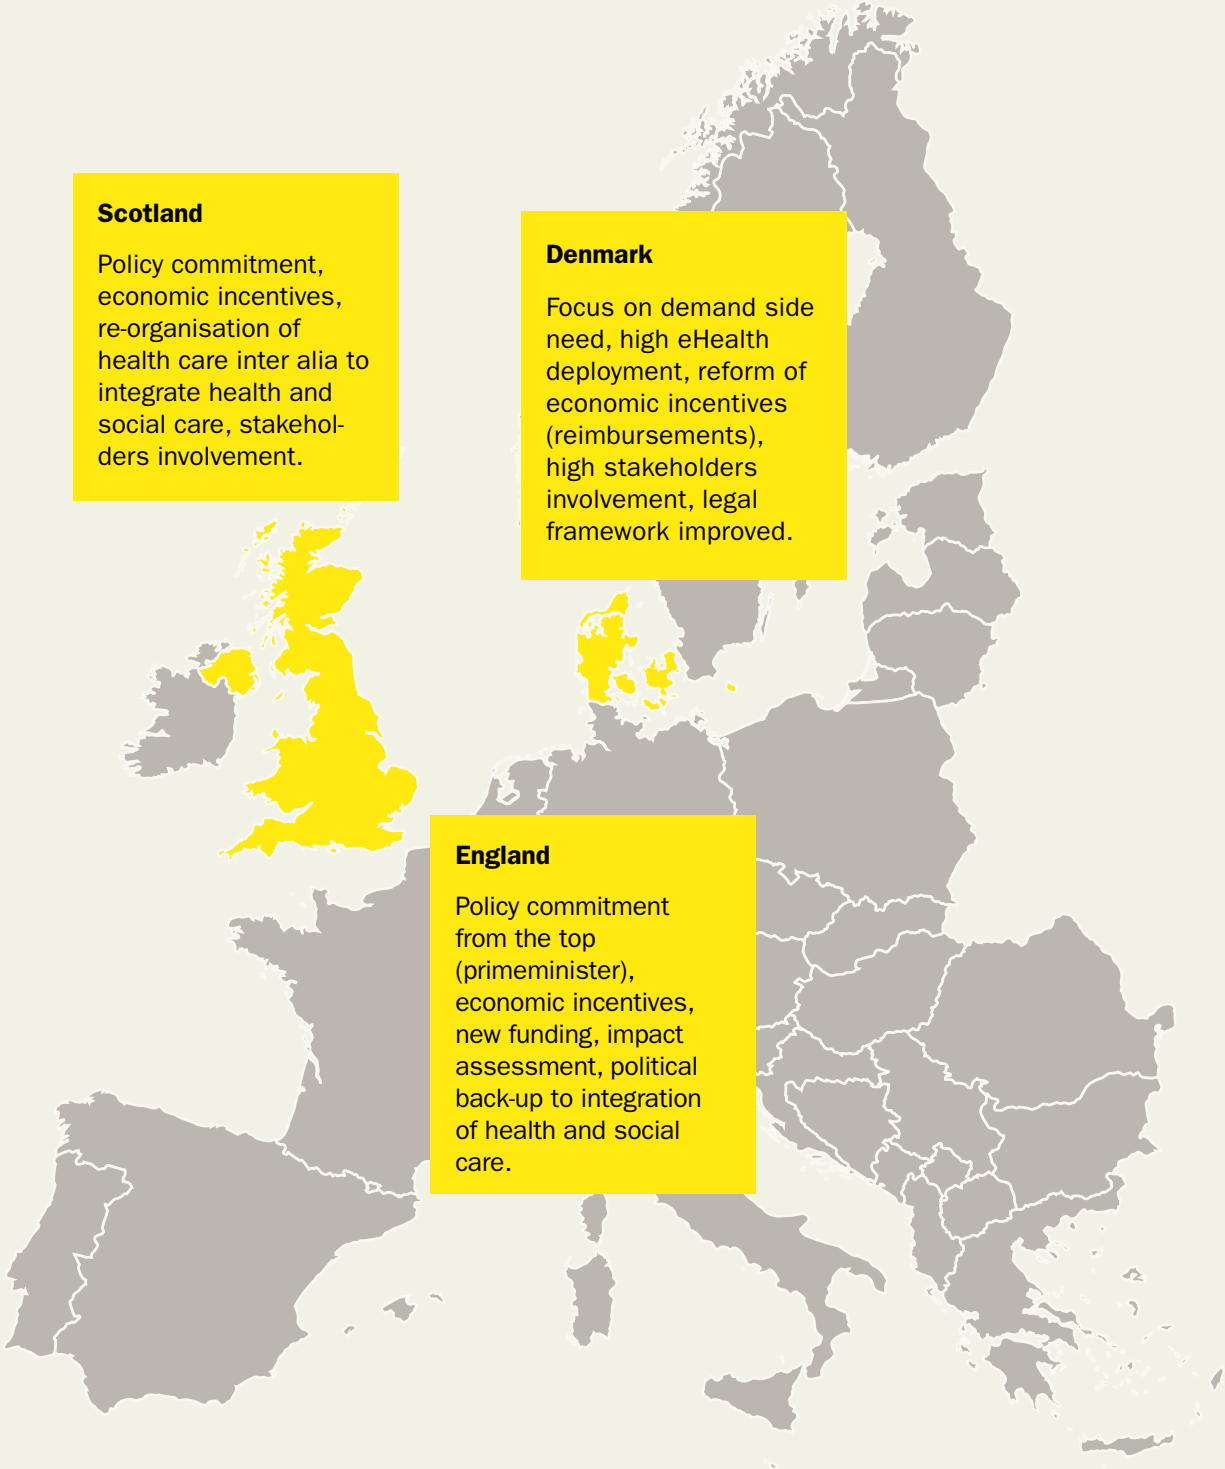 Scotland
Policy commitment,
economic incentives,
re-organisation of
health care inter alia to
integrate health and
social care, stakehol-
ders involvement.
Denmark
Focus on demand side
need, high eHealth
deployment, reform of
economic incentives
(reimbursements),
high stakeholders
involvement, legal
framework improved.
England
Policy commitment
from the top
(primeminister),
economic incentives,
new funding, impact
assessment, political
back-up to integration
of health and social
care.